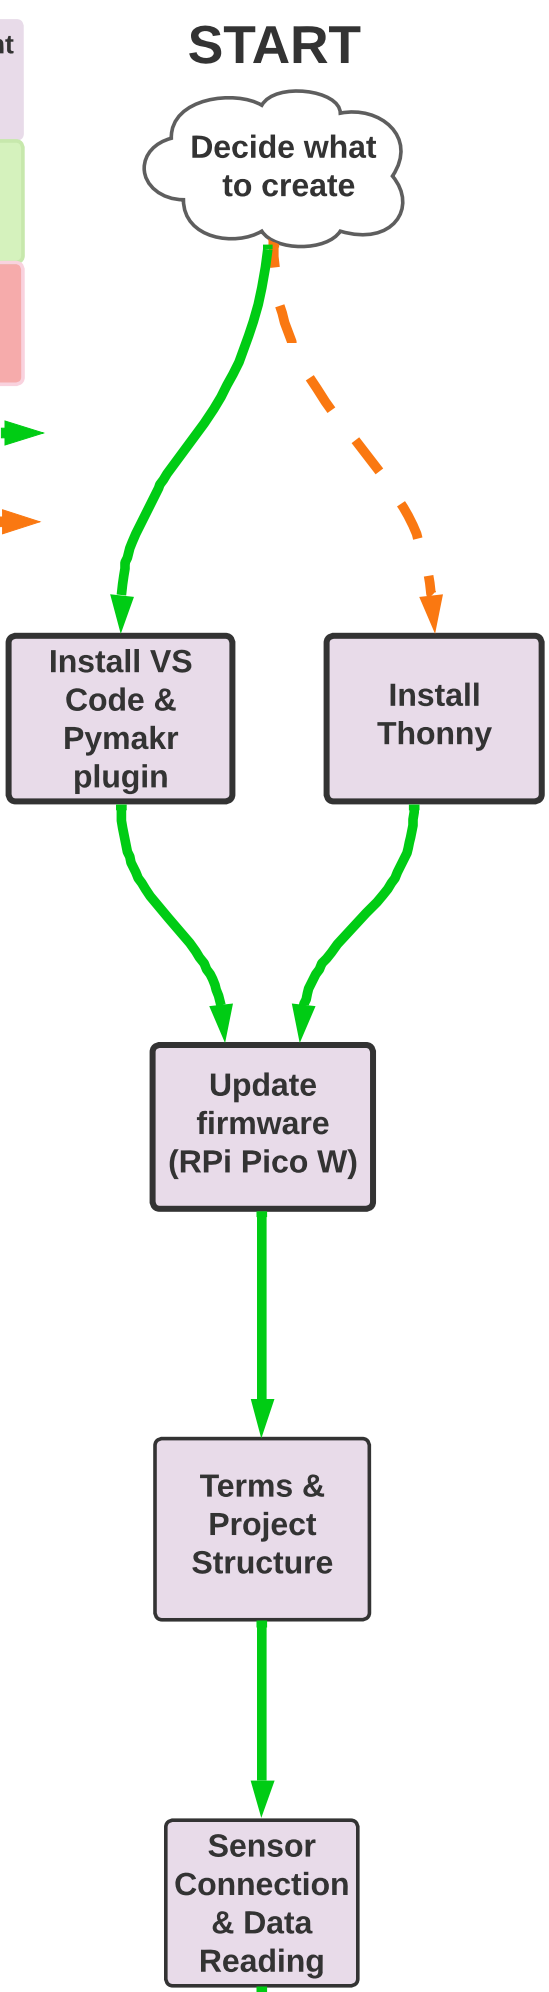 START
Decide what
to create
Install VS
Code &
Pymakr
plugin
Install
Thonny
Update
firmware
(RPi Pico W)
Terms &
Project
Structure
Sensor
Connection
& Data
Reading